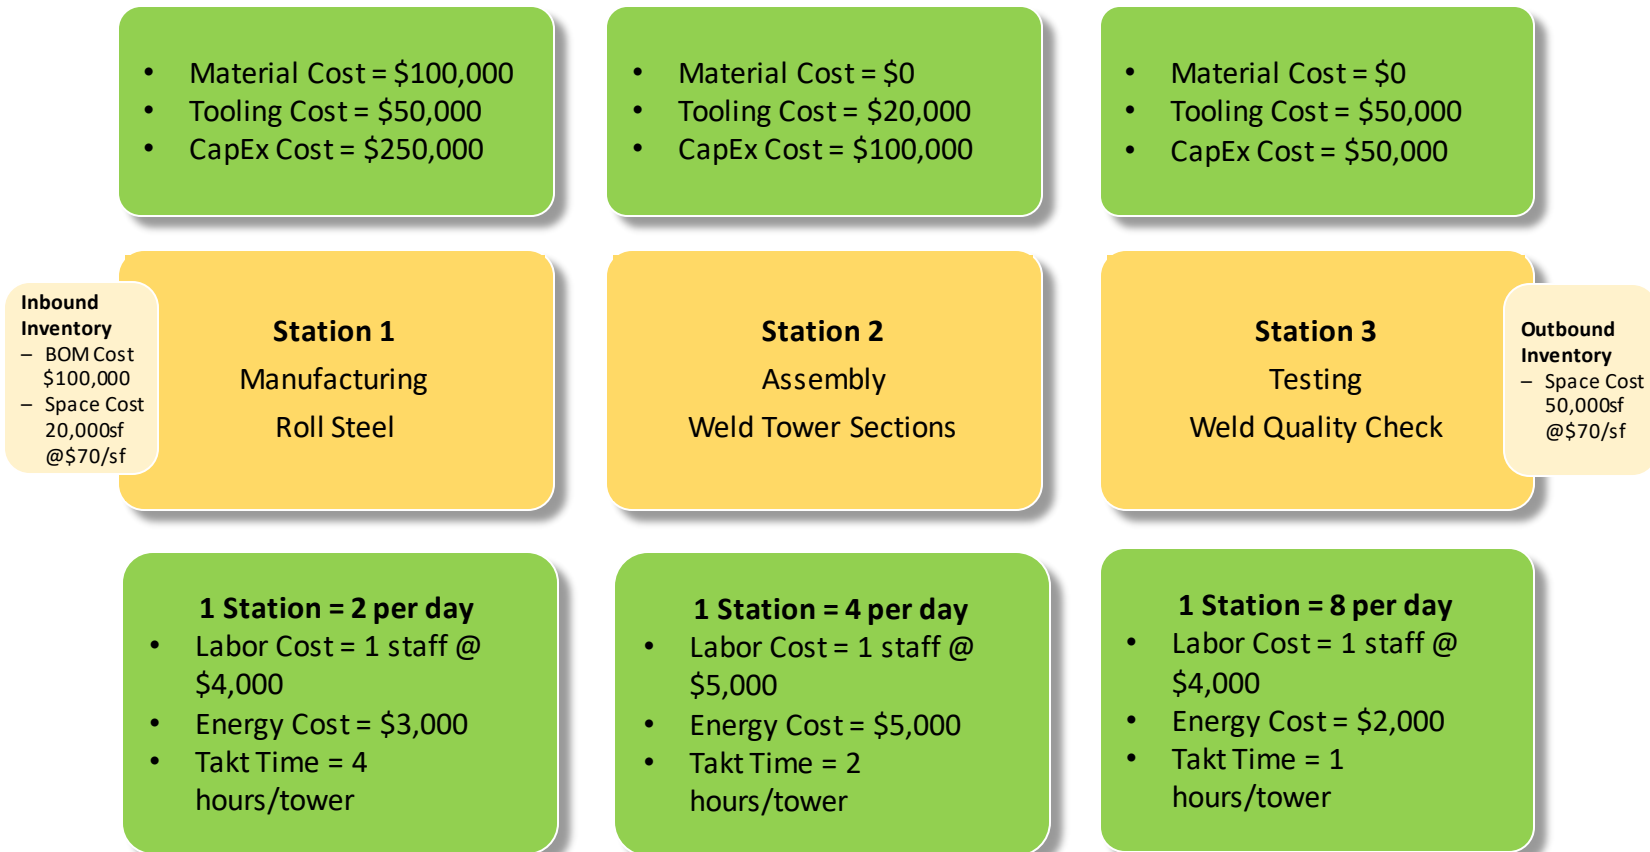 • Material Cost = $100,000
• Tooling Cost = $50,000
• CapEx Cost = $250,000
• Material Cost = $0
• Tooling Cost = $20,000
• CapEx Cost = $100,000
• Material Cost = $0
• Tooling Cost = $50,000
• CapEx Cost = $50,000
Inbound
Inventory
– BOM Cost
$100,000
– Space Cost
20,000sf
@$70/sf
Station 1
Manufacturing
Roll Steel
Station 2
Assembly
Weld Tower Sections
Station 3
Testing
Weld Quality Check
Outbound
Inventory
– Space Cost
50,000sf
@$70/sf
1 Station = 2 per day
• Labor Cost = 1 staff @
$4,000
• Energy Cost = $3,000
• Takt Time = 4
hours/tower
1 Station = 4 per day
• Labor Cost = 1 staff @
$5,000
• Energy Cost = $5,000
• Takt Time = 2
hours/tower
1 Station = 8 per day
• Labor Cost = 1 staff @
$4,000
• Energy Cost = $2,000
• Takt Time = 1
hours/tower